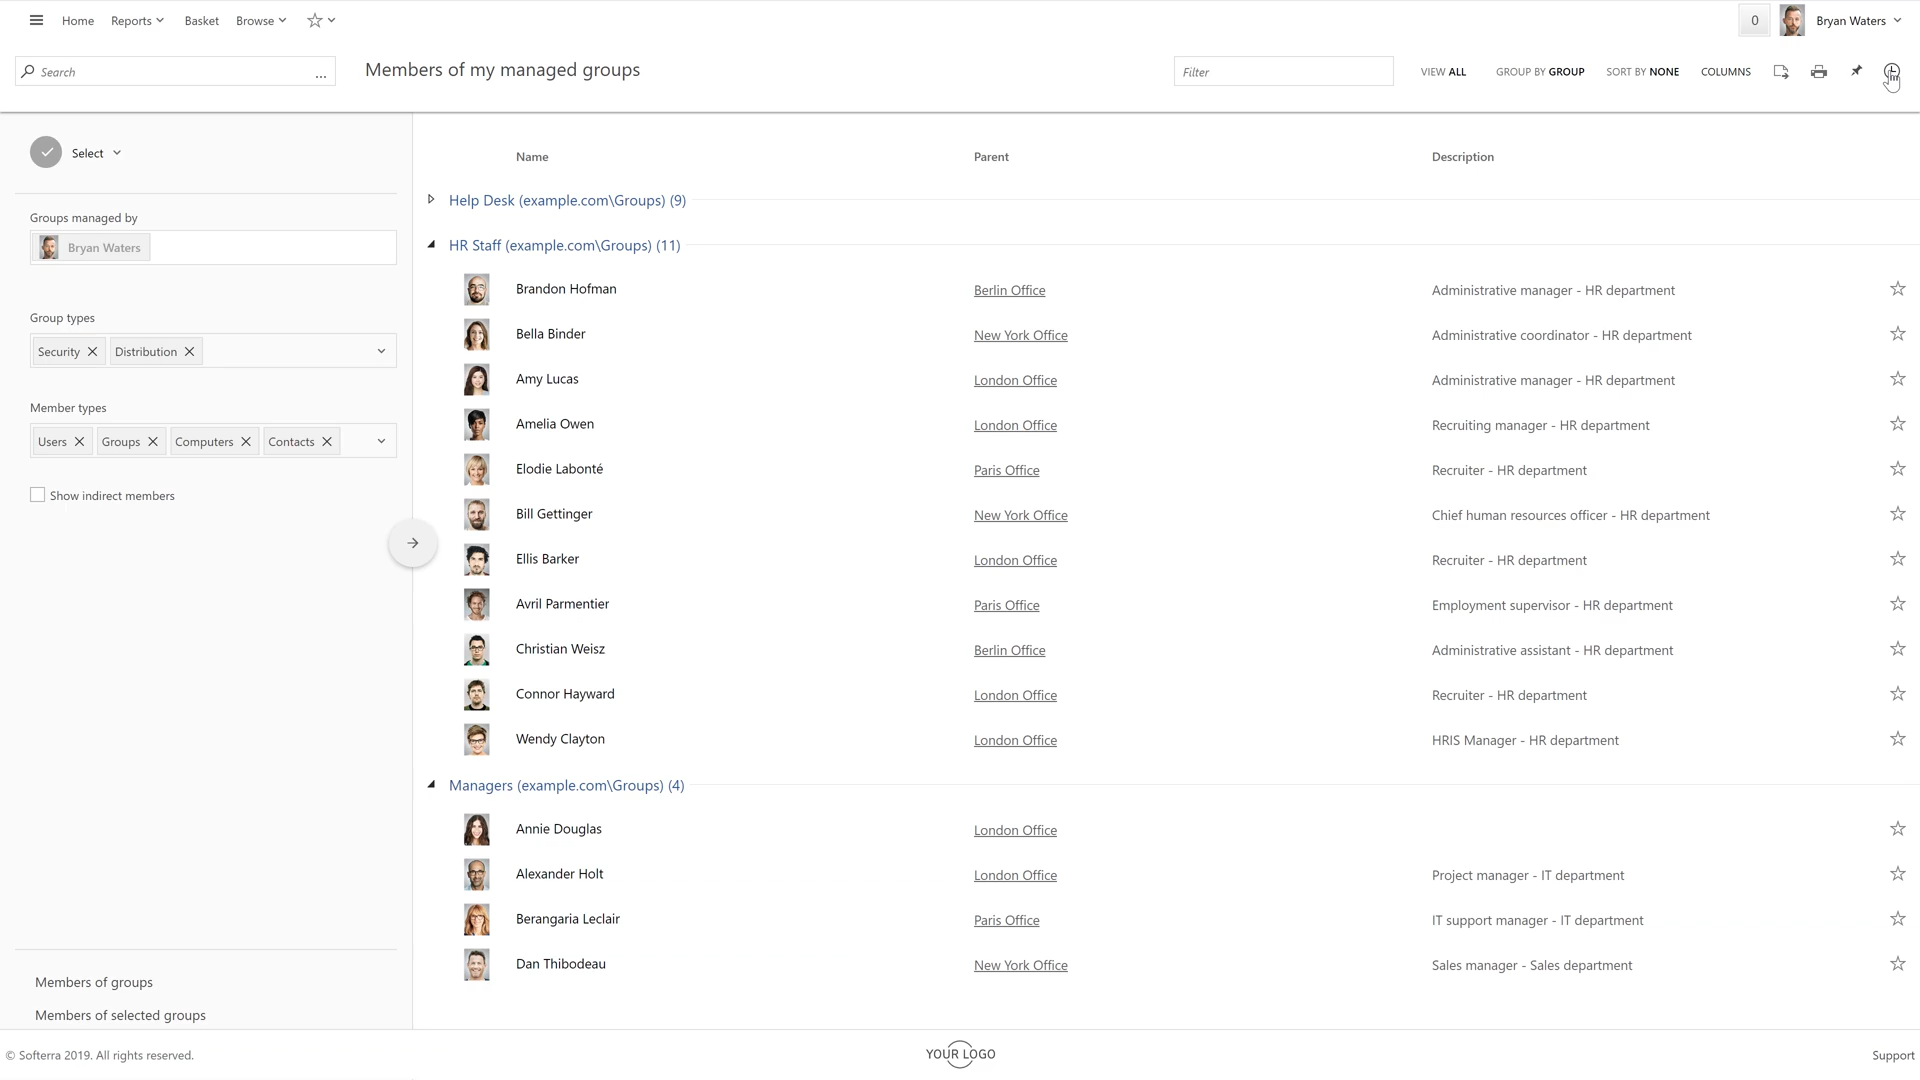 Home Reports Basket Browse 0 Bryan Waters
Search ... Members of my managed groups Filter VIEW ALL GROUP BY GROUP SORT BY NONE COLUMNS
Select
Name Parent Description
Groups managed by
Bryan Waters
Group types
Security Distribution
Member types
Users Groups Computers Contacts
Show indirect members
Help Desk (example.com\Groups) (9)
HR Staff (example.com\Groups) (11)
Brandon Hofman Berlin Office Administrative manager - HR department
Bella Binder New York Office Administrative coordinator - HR department
Amy Lucas London Office Administrative manager - HR department
Amelia Owen London Office Recruiting manager - HR department
Elodie Labonté Paris Office Recruiter - HR department
Bill Gettinger New York Office Chief human resources officer - HR department
Ellis Barker London Office Recruiter - HR department
Avril Parmentier Paris Office Employment supervisor - HR department
Christian Weisz Berlin Office Administrative assistant - HR department
Connor Hayward London Office Recruiter - HR department
Wendy Clayton London Office HRIS Manager - HR department
Managers (example.com\Groups) (4)
Annie Douglas London Office
Alexander Holt London Office Project manager - IT department
Berangaria Leclair Paris Office IT support manager - IT department
Dan Thibodeau New York Office Sales manager - Sales department
Members of groups
Members of selected groups
© Softerra 2019. All rights reserved. YOUR LOGO Support